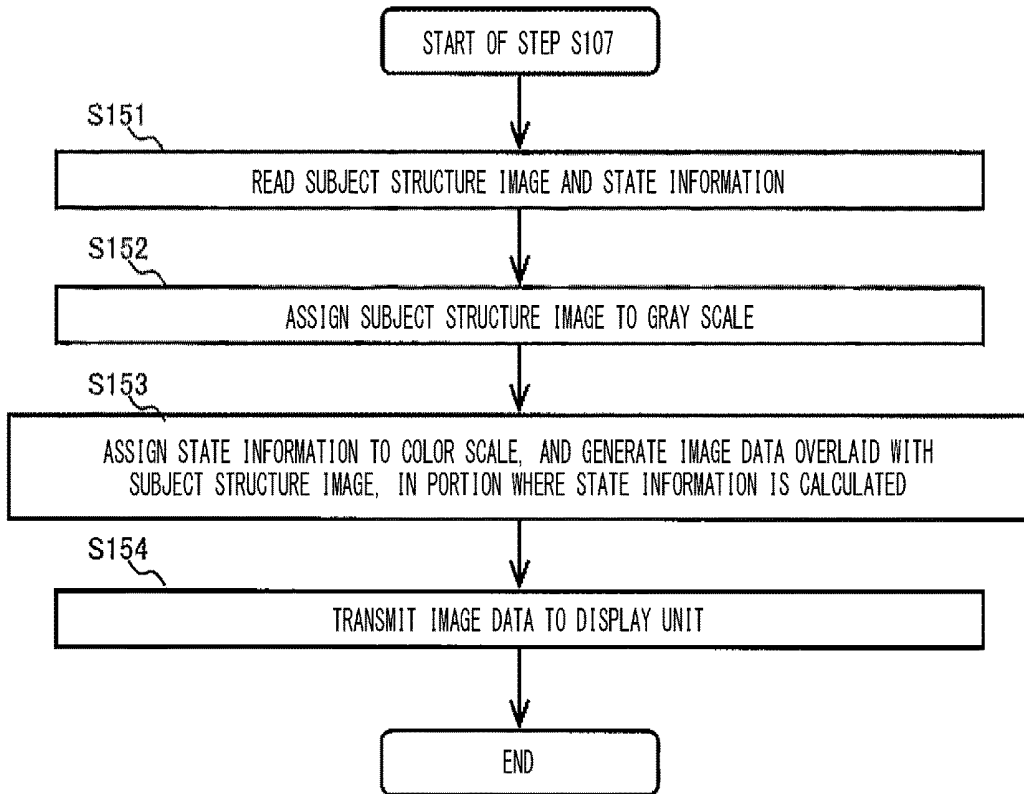 START OF STEP S107
S151
READ SUBJECT STRUCTURE IMAGE AND STATE INFORMATION
S152
ASSIGN SUBJECT STRUCTURE IMAGE TO GRAY SCALE
S153
ASSIGN STATE INFORMATION TO COLOR SCALE, AND GENERATE IMAGE DATA OVERLAID WITH
SUBJECT STRUCTURE IMAGE, IN PORTION WHERE STATE INFORMATION IS CALCULATED
S154
TRANSMIT IMAGE DATA TO DISPLAY UNIT
END